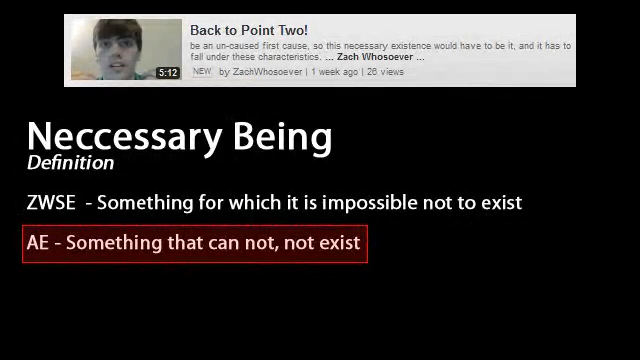 Back to Point Two!
be an un-caused first cause, so this necessary existence would have to be it, and it has to
fall under these characteristics. ... Zach Whosoever ...
NEW by ZachWhosoever | 1 week ago | 26 views
5:12
Neccessary Being
Definition
ZWSE - Something for which it is impossible not to exist
AE - Something that can not, not exist